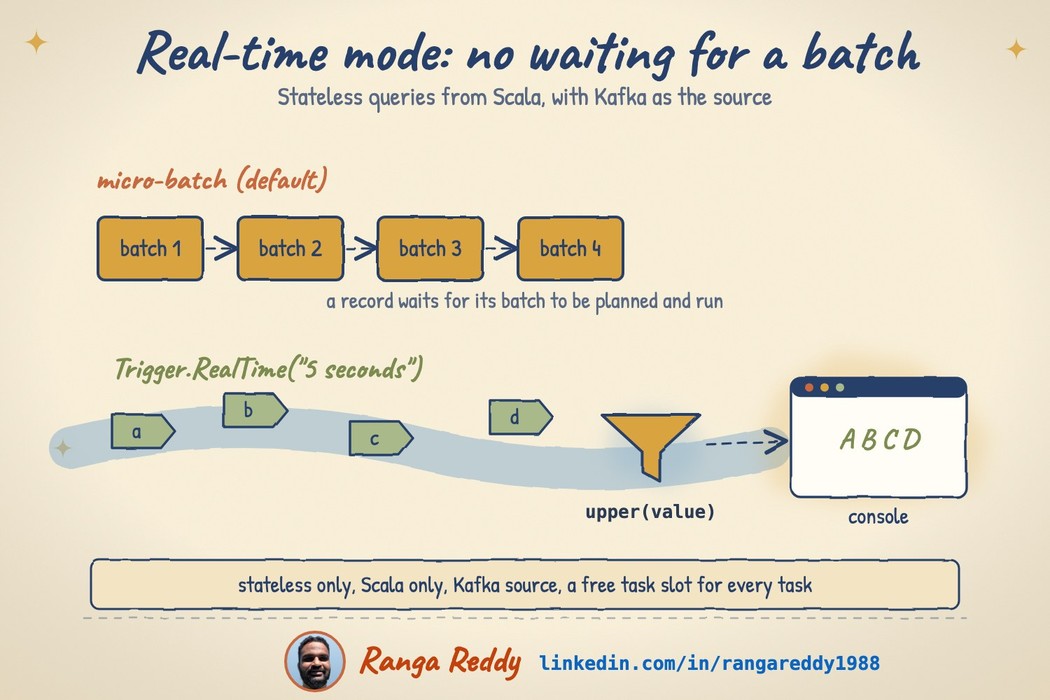 Real-time mode: no waiting for a batch
Stateless queries from Scala, with Kafka as the source
micro-batch (default)
batch 1
batch 2
batch 3
batch 4
a record waits for its batch to be planned and run
Trigger.RealTime("5 seconds")
a
b
c
d
ABCD
upper(value)
console
stateless only, Scala only, Kafka source, a free task slot for every task
Ranga Reddy
linkedin.com/in/rangareddy1988